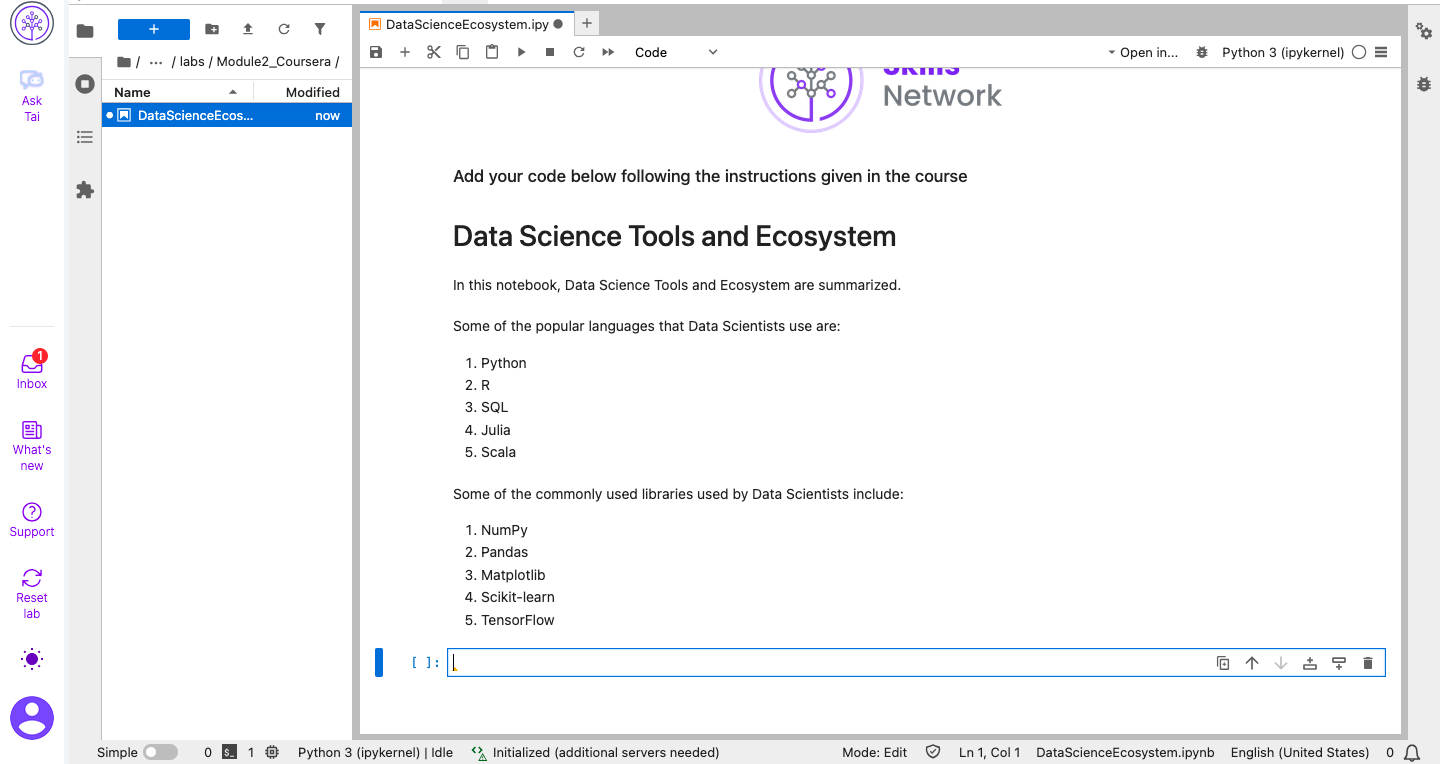 DataScienceEcosystem.ipy
Code
Open in...
Python 3 (ipykernel)
/ ... / labs / Module2_Coursera /
Name Modified
DataScienceEcos... now
Ask
Tai
1
Inbox
What's
new
Support
Reset
lab
Skills
Network
Add your code below following the instructions given in the course
Data Science Tools and Ecosystem
In this notebook, Data Science Tools and Ecosystem are summarized.
Some of the popular languages that Data Scientists use are:
1. Python
2. R
3. SQL
4. Julia
5. Scala
Some of the commonly used libraries used by Data Scientists include:
1. NumPy
2. Pandas
3. Matplotlib
4. Scikit-learn
5. TensorFlow
[ ]:
Simple 0 $_ 1 Python 3 (ipykernel) | Idle Initialized (additional servers needed) Mode: Edit Ln 1, Col 1 DataScienceEcosystem.ipynb English (United States) 0